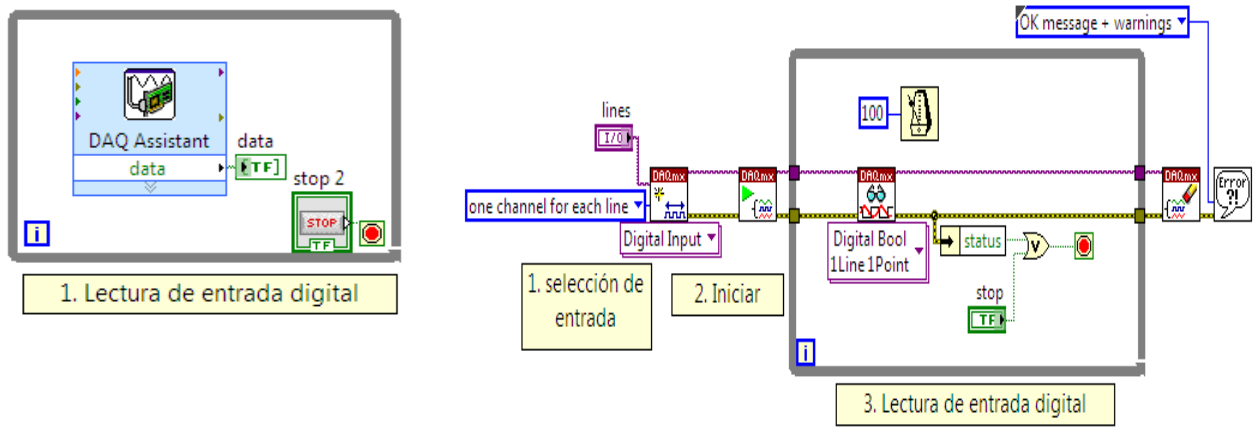 DAQ Assistant
data
data
TF
stop 2
STOP
TF
i
1. Lectura de entrada digital
OK message + warnings
lines
I/O
one channel for each line
DAQmx
Digital Input
DAQmx
1. selección de
entrada
2. Iniciar
100
DAQmx
Digital Bool
1Line 1Point
status
V
stop
TF
i
DAQmx
Error
?!
3. Lectura de entrada digital